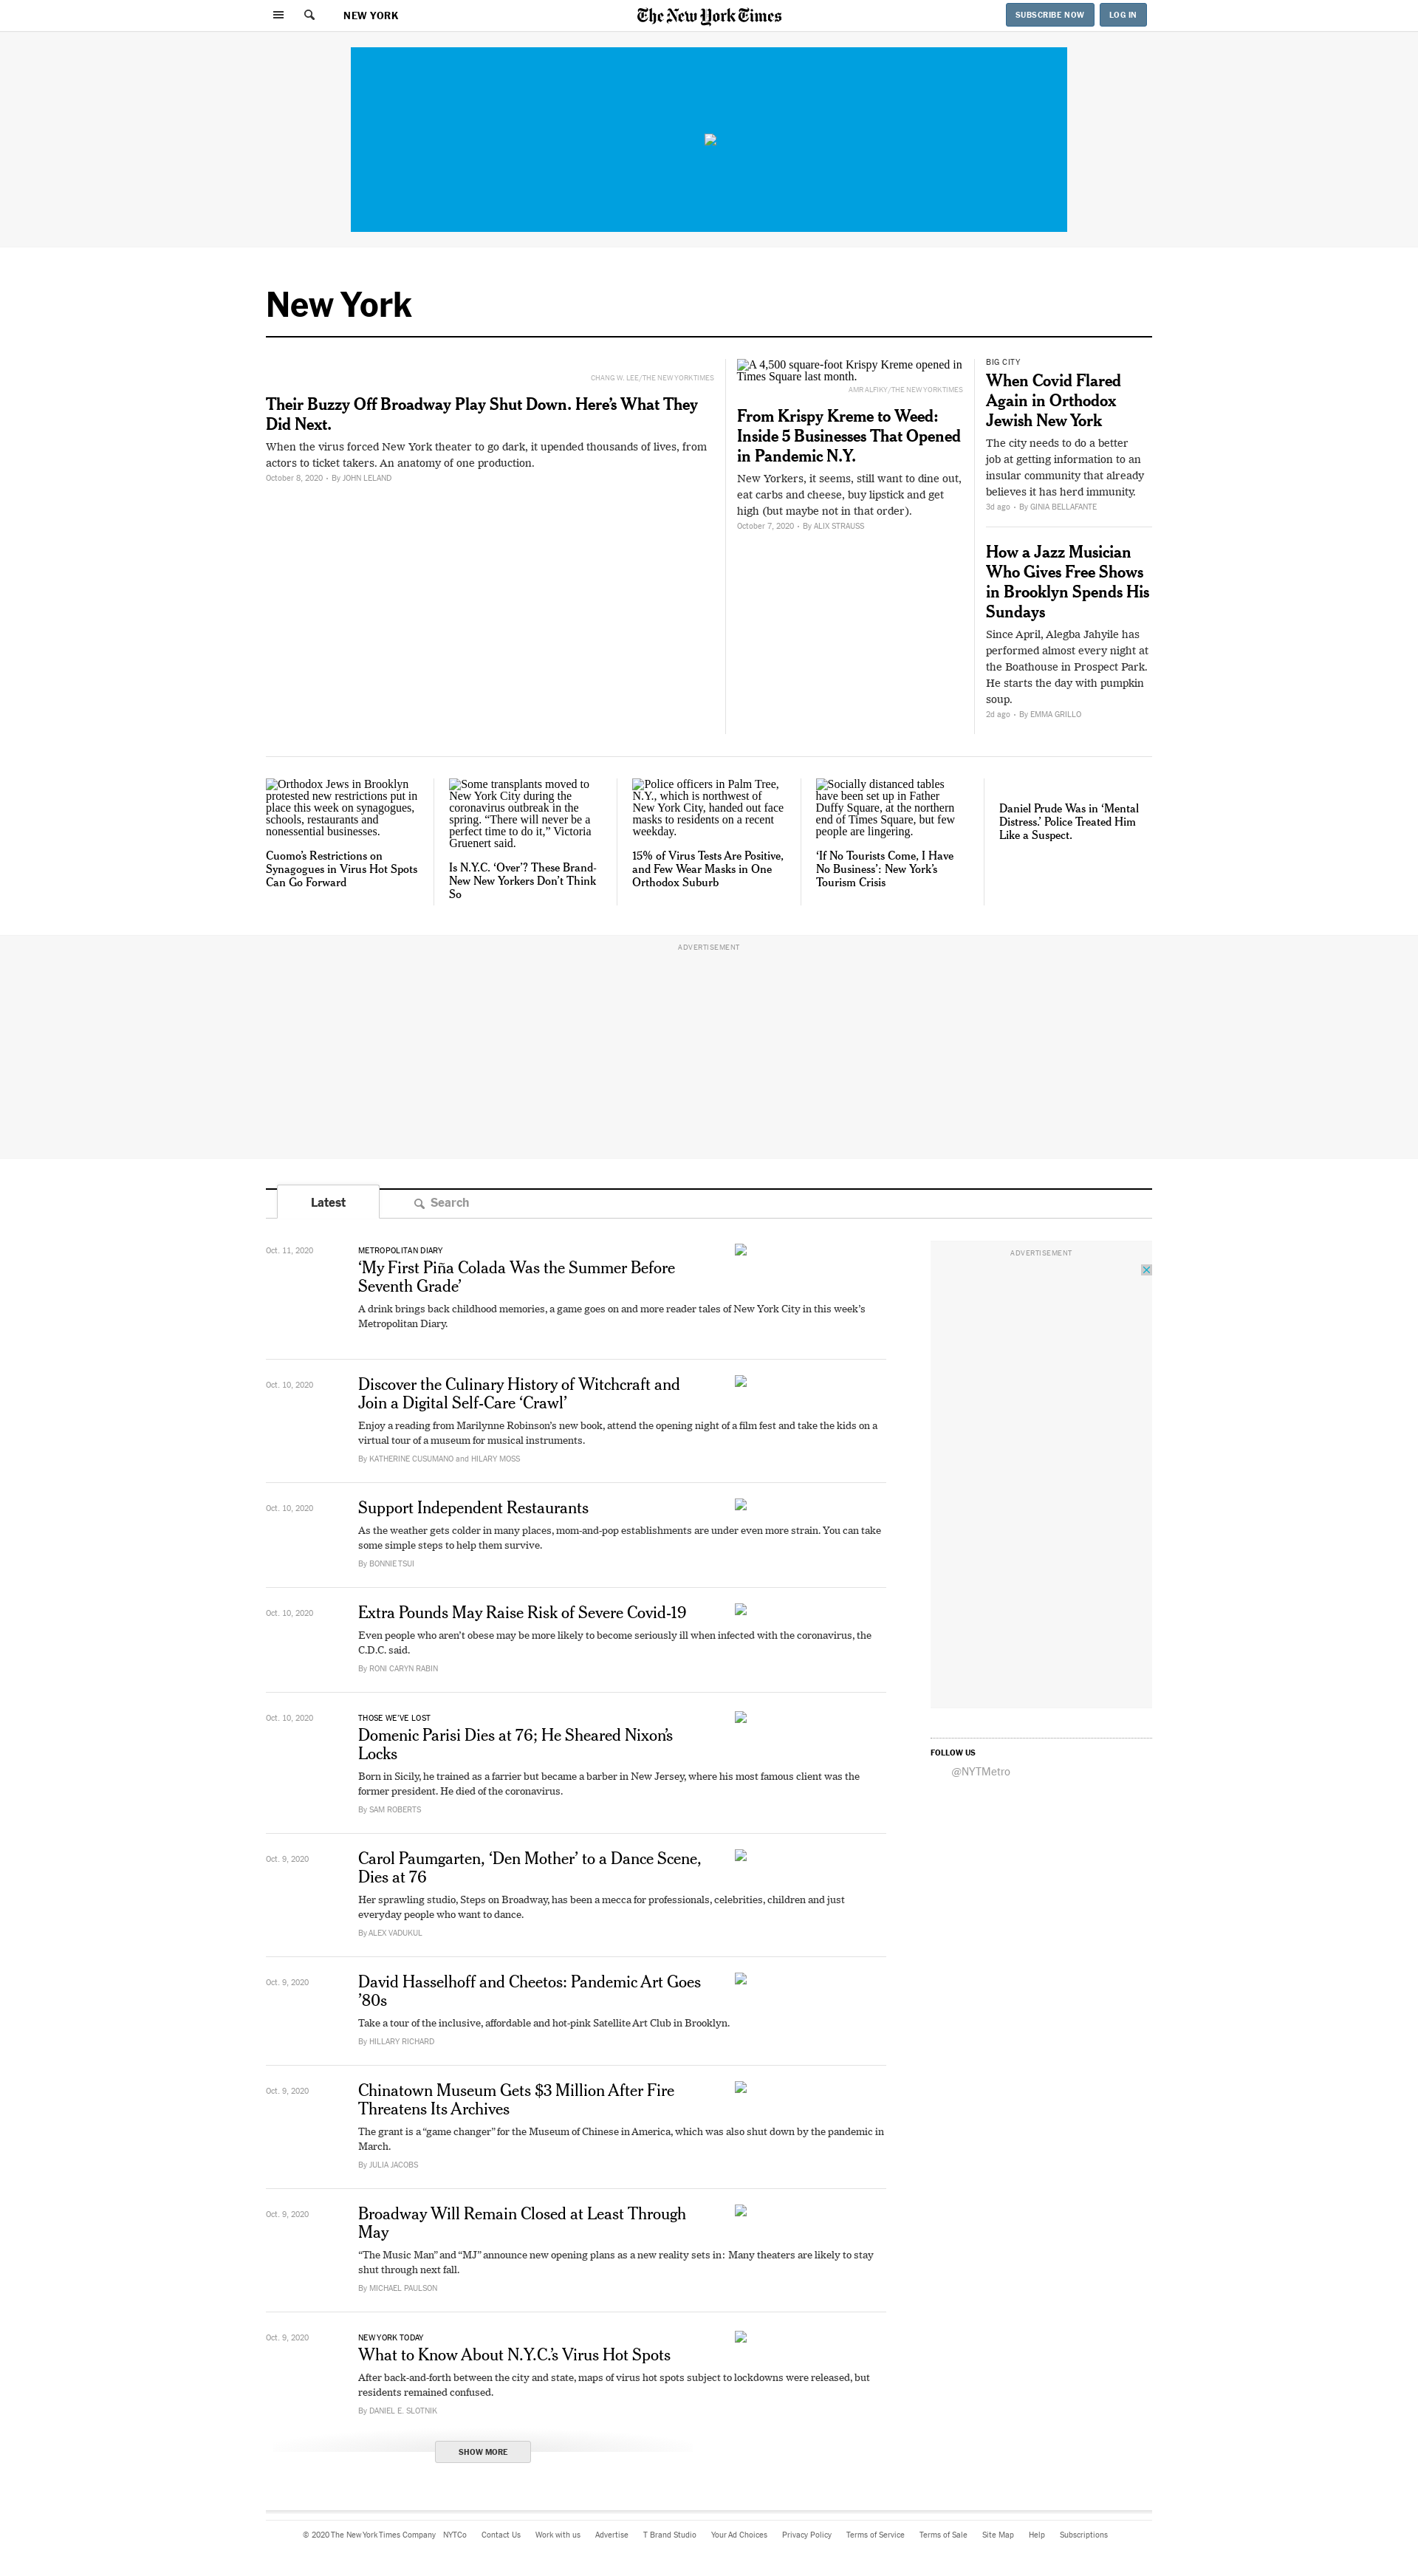 NEW YORK
The New York Times
SUBSCRIBE NOW
LOG IN
New York
CHANG W. LEE/THE NEW YORK TIMES
Their Buzzy Off Broadway Play Shut Down. Here’s What They
Did Next.
When the virus forced New York theater to go dark, it upended thousands of lives, from
actors to ticket takers. An anatomy of one production.
October 8, 2020 • By JOHN LELAND
A 4,500 square-foot Krispy Kreme opened in
Times Square last month.
AMR ALFIKY/THE NEW YORK TIMES
From Krispy Kreme to Weed:
Inside 5 Businesses That Opened
in Pandemic N.Y.
New Yorkers, it seems, still want to dine out,
eat carbs and cheese, buy lipstick and get
high (but maybe not in that order).
October 7, 2020 • By ALIX STRAUSS
BIG CITY
When Covid Flared
Again in Orthodox
Jewish New York
The city needs to do a better
job at getting information to an
insular community that already
believes it has herd immunity.
3d ago • By GINIA BELLAFANTE
How a Jazz Musician
Who Gives Free Shows
in Brooklyn Spends His
Sundays
Since April, Alegba Jahyile has
performed almost every night at
the Boathouse in Prospect Park.
He starts the day with pumpkin
soup.
2d ago • By EMMA GRILLO
Orthodox Jews in Brooklyn
protested new restrictions put in
place this week on synagogues,
schools, restaurants and
nonessential businesses.
Cuomo’s Restrictions on
Synagogues in Virus Hot Spots
Can Go Forward
Some transplants moved to
New York City during the
coronavirus outbreak in the
spring. “There will never be a
perfect time to do it,” Victoria
Gruenert said.
Is N.Y.C. ‘Over’? These Brand-
New New Yorkers Don’t Think
So
Police officers in Palm Tree,
N.Y., which is northwest of
New York City, handed out face
masks to residents on a recent
weekday.
15% of Virus Tests Are Positive,
and Few Wear Masks in One
Orthodox Suburb
Socially distanced tables
have been set up in Father
Duffy Square, at the northern
end of Times Square, but few
people are lingering.
‘If No Tourists Come, I Have
No Business’: New York’s
Tourism Crisis
Daniel Prude Was in ‘Mental
Distress.’ Police Treated Him
Like a Suspect.
ADVERTISEMENT
Latest
Search
Oct. 11, 2020
METROPOLITAN DIARY
‘My First Piña Colada Was the Summer Before
Seventh Grade’
A drink brings back childhood memories, a game goes on and more reader tales of New York City in this week’s
Metropolitan Diary.
Oct. 10, 2020
Discover the Culinary History of Witchcraft and
Join a Digital Self-Care ‘Crawl’
Enjoy a reading from Marilynne Robinson’s new book, attend the opening night of a film fest and take the kids on a
virtual tour of a museum for musical instruments.
By KATHERINE CUSUMANO and HILARY MOSS
Oct. 10, 2020
Support Independent Restaurants
As the weather gets colder in many places, mom-and-pop establishments are under even more strain. You can take
some simple steps to help them survive.
By BONNIE TSUI
Oct. 10, 2020
Extra Pounds May Raise Risk of Severe Covid-19
Even people who aren’t obese may be more likely to become seriously ill when infected with the coronavirus, the
C.D.C. said.
By RONI CARYN RABIN
Oct. 10, 2020
THOSE WE’VE LOST
Domenic Parisi Dies at 76; He Sheared Nixon’s
Locks
Born in Sicily, he trained as a farrier but became a barber in New Jersey, where his most famous client was the
former president. He died of the coronavirus.
By SAM ROBERTS
Oct. 9, 2020
Carol Paumgarten, ‘Den Mother’ to a Dance Scene,
Dies at 76
Her sprawling studio, Steps on Broadway, has been a mecca for professionals, celebrities, children and just
everyday people who want to dance.
By ALEX VADUKUL
Oct. 9, 2020
David Hasselhoff and Cheetos: Pandemic Art Goes
’80s
Take a tour of the inclusive, affordable and hot-pink Satellite Art Club in Brooklyn.
By HILLARY RICHARD
Oct. 9, 2020
Chinatown Museum Gets $3 Million After Fire
Threatens Its Archives
The grant is a “game changer” for the Museum of Chinese in America, which was also shut down by the pandemic in
March.
By JULIA JACOBS
Oct. 9, 2020
Broadway Will Remain Closed at Least Through
May
“The Music Man” and “MJ” announce new opening plans as a new reality sets in: Many theaters are likely to stay
shut through next fall.
By MICHAEL PAULSON
Oct. 9, 2020
NEW YORK TODAY
What to Know About N.Y.C.’s Virus Hot Spots
After back-and-forth between the city and state, maps of virus hot spots subject to lockdowns were released, but
residents remained confused.
By DANIEL E. SLOTNIK
SHOW MORE
ADVERTISEMENT
FOLLOW US
@NYTMetro
© 2020 The New York Times Company NYTCo Contact Us Work with us Advertise T Brand Studio Your Ad Choices Privacy Policy Terms of Service Terms of Sale Site Map Help Subscriptions